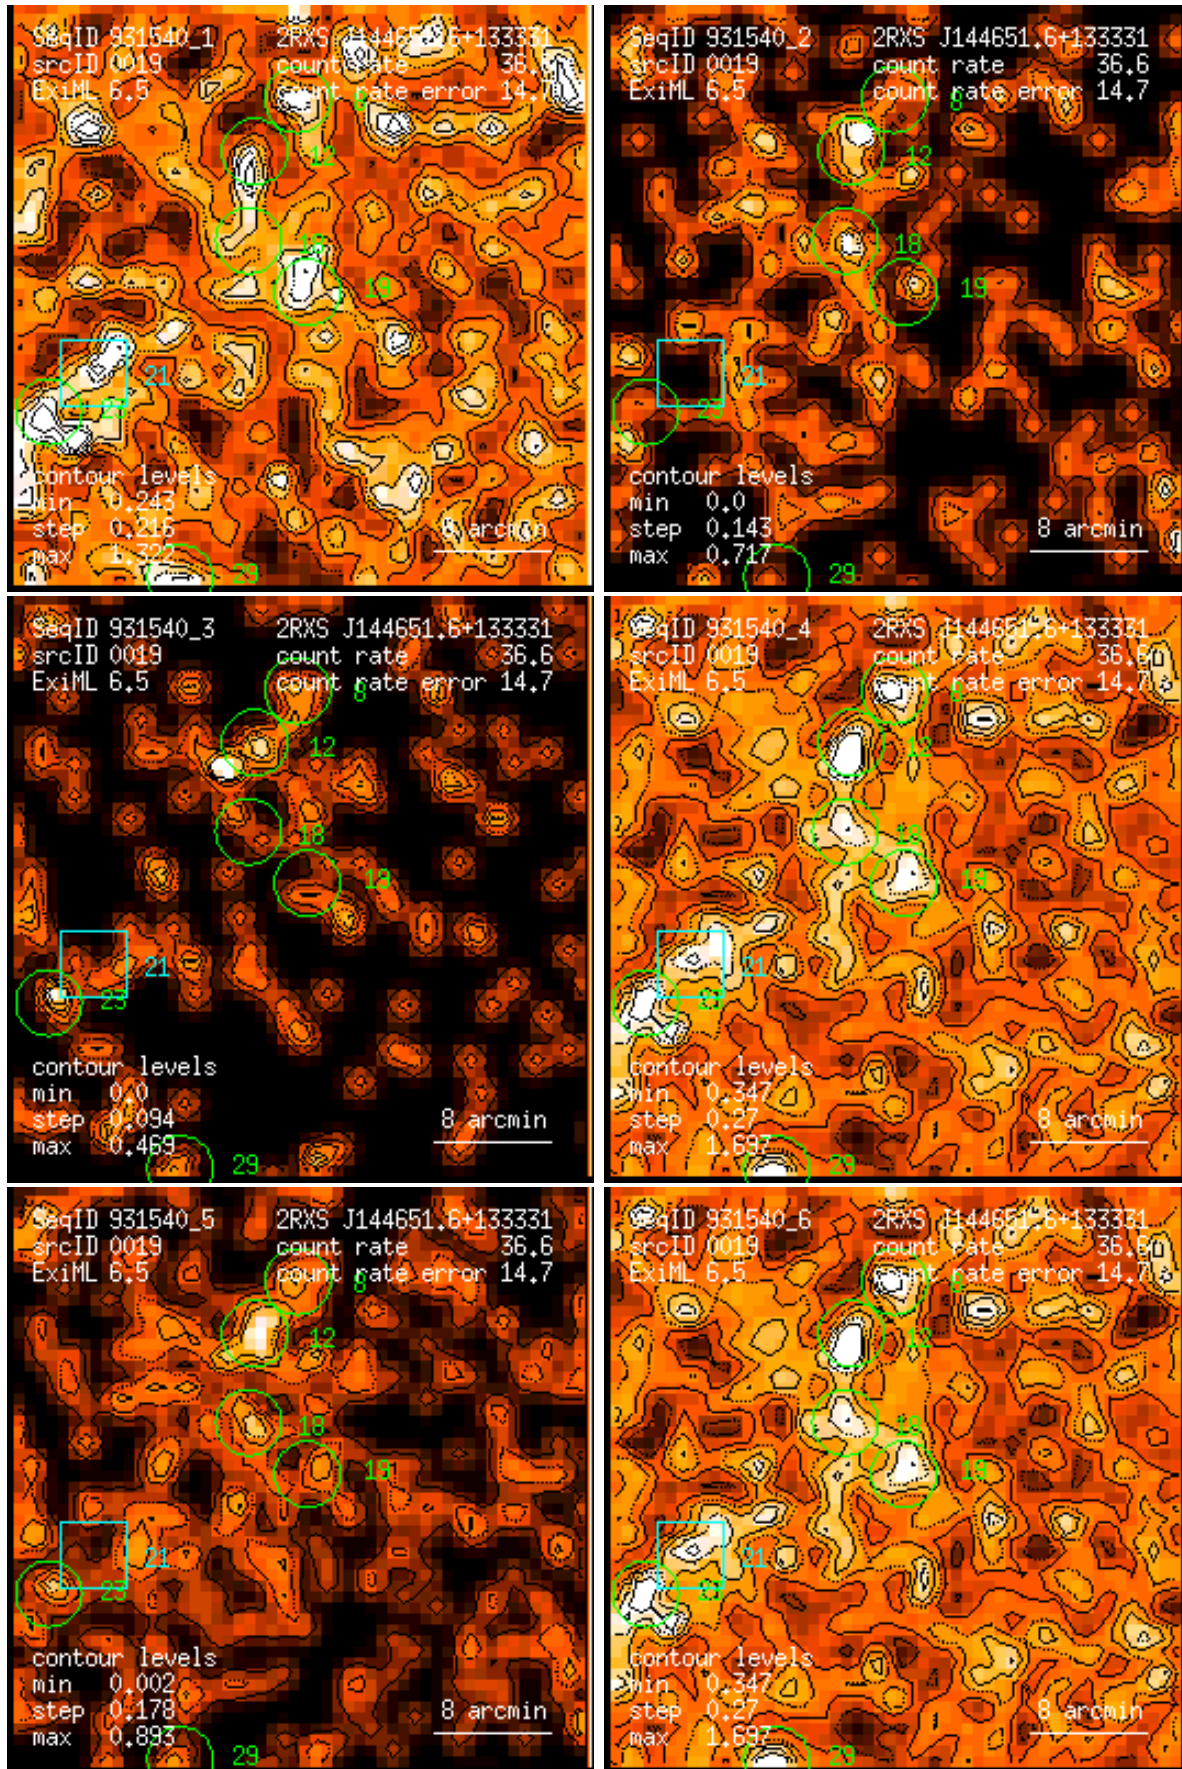 SeqID 931540_1 2RXS J144651.6+133331
srcID 0019 count rate 36.6
ExiML 6.5 count rate error 14.7
8
12
18
19
21
23
contour levels
min 0.243
step 0.216
max 1.322
8 arcmin
29
SeqID 931540_2 2RXS J144651.6+133331
srcID 0019 count rate 36.6
ExiML 6.5 count rate error 14.7
8
12
18
19
21
23
contour levels
min 0.0
step 0.143
max 0.717
8 arcmin
29
SeqID 931540_3 2RXS J144651.6+133331
srcID 0019 count rate 36.6
ExiML 6.5 count rate error 14.7
8
12
18
19
21
23
contour levels
min 0.0
step 0.094
max 0.469
8 arcmin
29
SeqID 931540_4 2RXS J144651.6+133331
srcID 0019 count rate 36.6
ExiML 6.5 count rate error 14.7
8
12
18
19
21
23
contour levels
min 0.347
step 0.27
max 1.697
8 arcmin
29
SeqID 931540_5 2RXS J144651.6+133331
srcID 0019 count rate 36.6
ExiML 6.5 count rate error 14.7
8
12
18
19
21
23
contour levels
min 0.002
step 0.178
max 0.893
8 arcmin
29
SeqID 931540_6 2RXS J144651.6+133331
srcID 0019 count rate 36.6
ExiML 6.5 count rate error 14.7
8
12
18
19
21
23
contour levels
min 0.347
step 0.27
max 1.697
8 arcmin
29